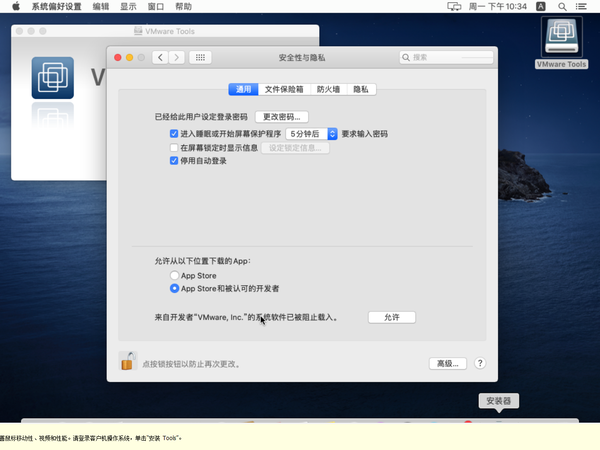 系统偏好设置 编辑 显示 窗口 帮助 周一 下午10:34 A
VMware Tools
安全性与隐私
搜索
VMware Tools
V
通用 文件保险箱 防火墙 隐私
已经给此用户设定登录密码 更改密码...
进入睡眠或开始屏幕保护程序 5分钟后 要求输入密码
在屏幕锁定时显示信息 设定锁定信息...
停用自动登录
允许从以下位置下载的App:
App Store
App Store和被认可的开发者
来自开发者“VMware, Inc.”的系统软件已被阻止载入。 允许
点按锁按钮以防止再次更改。 高级... ?
安装器
鼠标移动性、视频和性能。请登录客户机操作系统，单击“安装 Tools”。